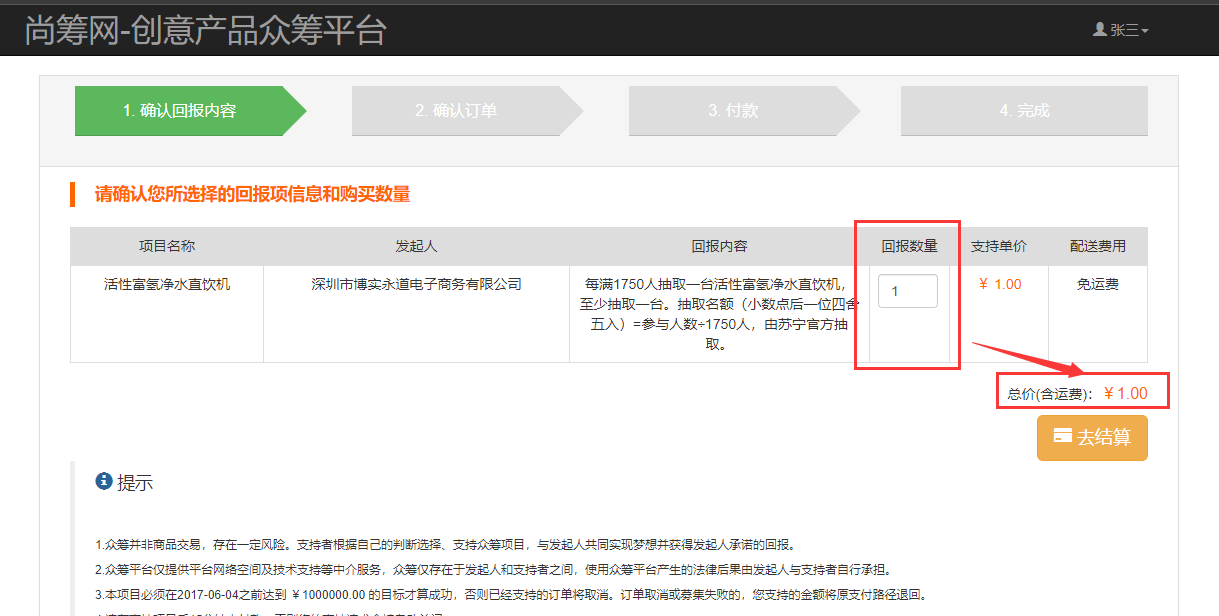 尚筹网-创意产品众筹平台
张三
1. 确认回报内容
2. 确认订单
3. 付款
4. 完成
请确认您所选择的回报项信息和购买数量
项目名称 发起人 回报内容 回报数量 支持单价 配送费用
活性富氢净水直饮机 深圳市博实永道电子商务有限公司 每满1750人抽取一台活性富氢净水直饮机， 1 ¥ 1.00 免运费
至少抽取一台。抽取名额（小数点后一位四舍
五入）=参与人数÷1750人，由苏宁官方抽
取。
总价(含运费): ¥1.00
去结算
提示
1.众筹并非商品交易，存在一定风险。支持者根据自己的判断选择、支持众筹项目，与发起人共同实现梦想并获得发起人承诺的回报。
2.众筹平台仅提供平台网络空间及技术支持等中介服务，众筹仅存在于发起人和支持者之间，使用众筹平台产生的法律后果由发起人与支持者自行承担。
3.本项目必须在2017-06-04之前达到 ￥1000000.00 的目标才算成功，否则已经支持的订单将取消。订单取消或募集失败的，您支持的金额将原支付路径退回。